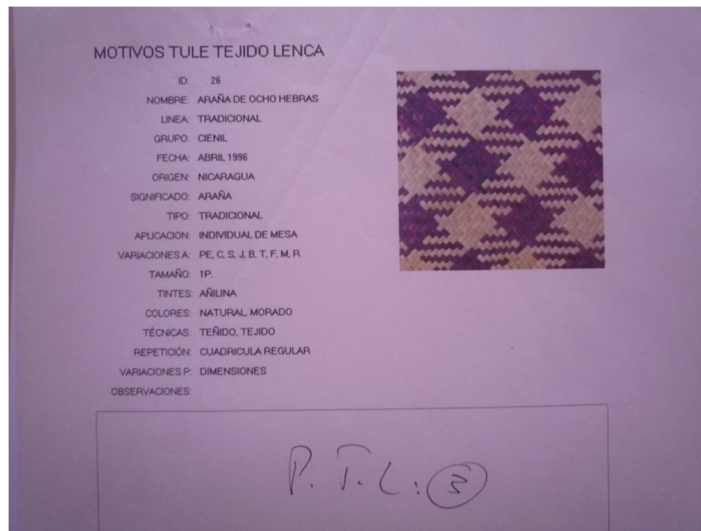 MOTIVOS TULE TEJIDO LENCA
ID: 26
NOMBRE: ARAÑA DE OCHO HEBRAS
LINEA: TRADICIONAL
GRUPO: CIENIL
FECHA: ABRIL 1996
ORIGEN: NICARAGUA
SIGNIFICADO: ARAÑA
TIPO: TRADICIONAL
APLICACION: INDIVIDUAL DE MESA
VARIACIONES A: PE, C, S, J, B, T, F, M, R
TAMAÑO: 1P.
TINTES: AÑILINA
COLORES: NATURAL, MORADO
TÉCNICAS: TEÑIDO, TEJIDO
REPETICIÓN: CUADRICULA REGULAR
VARIACIONES P: DIMENSIONES
OBSERVACIONES:
P. T. L: 3